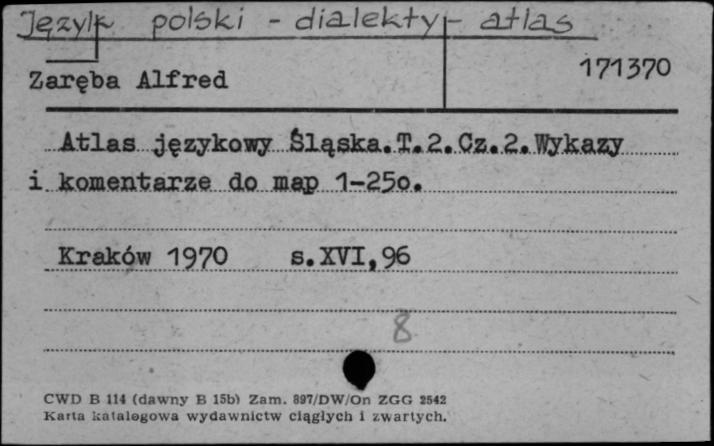 Język polski - dialekty - atlas
Zaręba Alfred
171370
Atlas językowy Śląska.T.2.Cz.2.Wykazy
i komentarze do map 1-25o.
Kraków 1970 s.XVI,96
8
CWD B 114 (dawny B 15b) Zam. 897/DW/On ZGG 2542
Karta katalogowa wydawnictw ciągłych i zwartych.